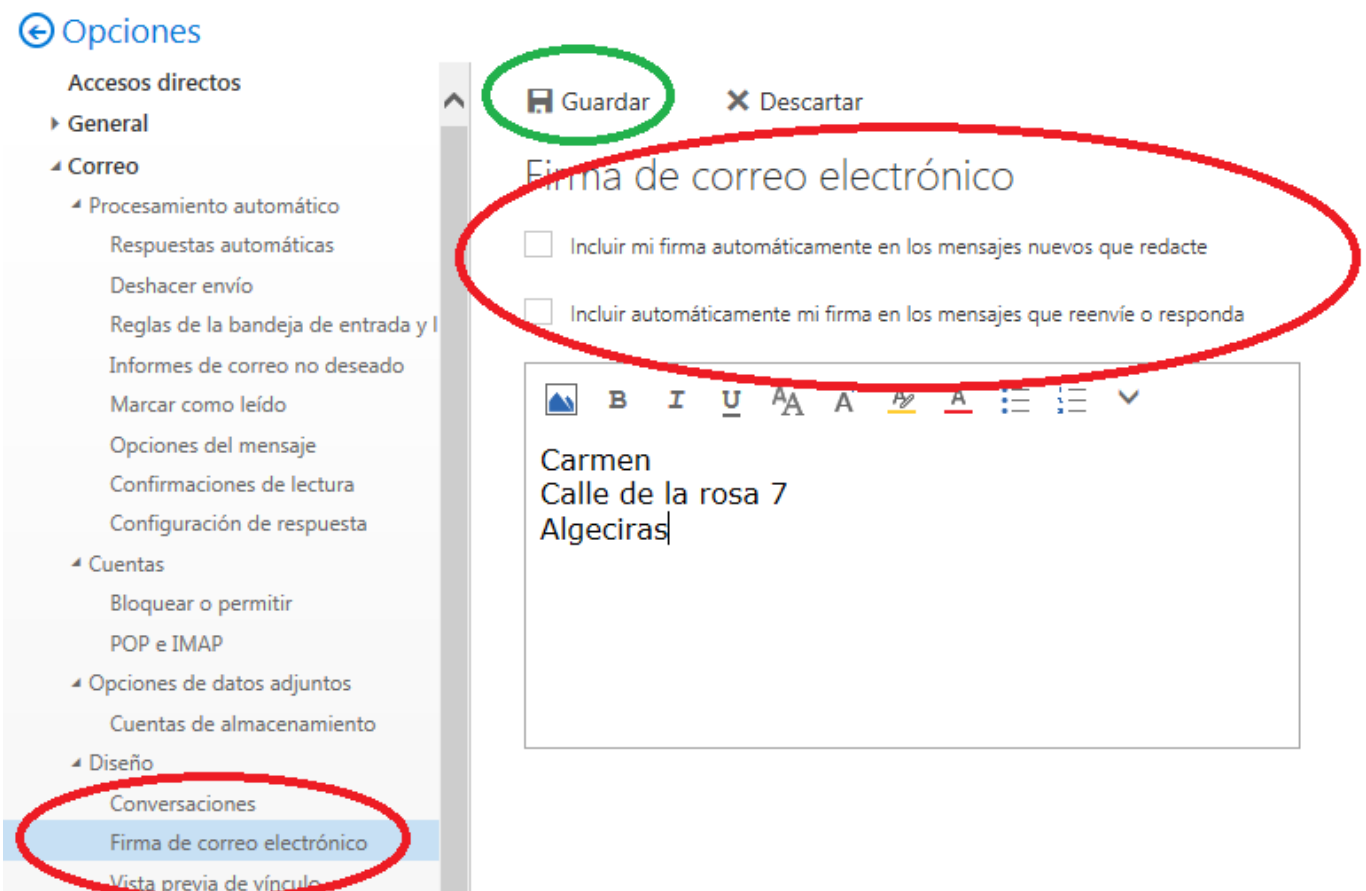 Opciones
Accesos directos
General
Correo
Procesamiento automático
Respuestas automáticas
Deshacer envío
Reglas de la bandeja de entrada y l
Informes de correo no deseado
Marcar como leído
Opciones del mensaje
Confirmaciones de lectura
Configuración de respuesta
Cuentas
Bloquear o permitir
POP e IMAP
Opciones de datos adjuntos
Cuentas de almacenamiento
Diseño
Conversaciones
Firma de correo electrónico
Vista previa de vínculo
Guardar Descartar
Firma de correo electrónico
Incluir mi firma automáticamente en los mensajes nuevos que redacte
Incluir automáticamente mi firma en los mensajes que reenvíe o responda
B I U AA A A
Carmen
Calle de la rosa 7
Algeciras